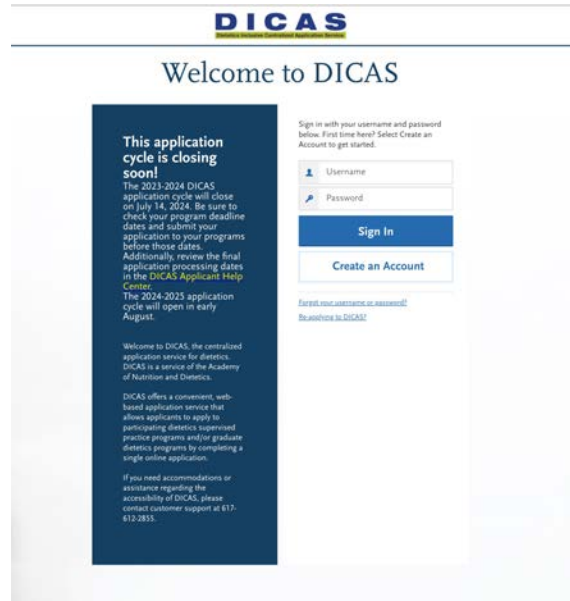 DICAS
Dietetics Inclusive Centralized Application Service
Welcome to DICAS
This application
cycle is closing
soon!
The 2023-2024 DICAS
application cycle will close
on July 14, 2024. Be sure to
check your program deadline
dates and submit your
application to your programs
before those dates.
Additionally, review the final
application processing dates
in the DICAS Applicant Help
Center.
The 2024-2025 application
cycle will open in early
August.
Welcome to DICAS, the centralized
application service for dietetics.
DICAS is a service of the Academy
of Nutrition and Dietetics.
DICAS offers a convenient, web-
based application service that
allows applicants to apply to
participating dietetics supervised
practice programs and/or graduate
dietetics programs by completing a
single online application.
If you need accommodations or
assistance regarding the
accessibility of DICAS, please
contact customer support at 617-
612-2855.
Sign in with your username and password
below. First time here? Select Create an
Account to get started.
Username
Password
Sign In
Create an Account
Forgot your username or password?
Re-applying to DICAS?